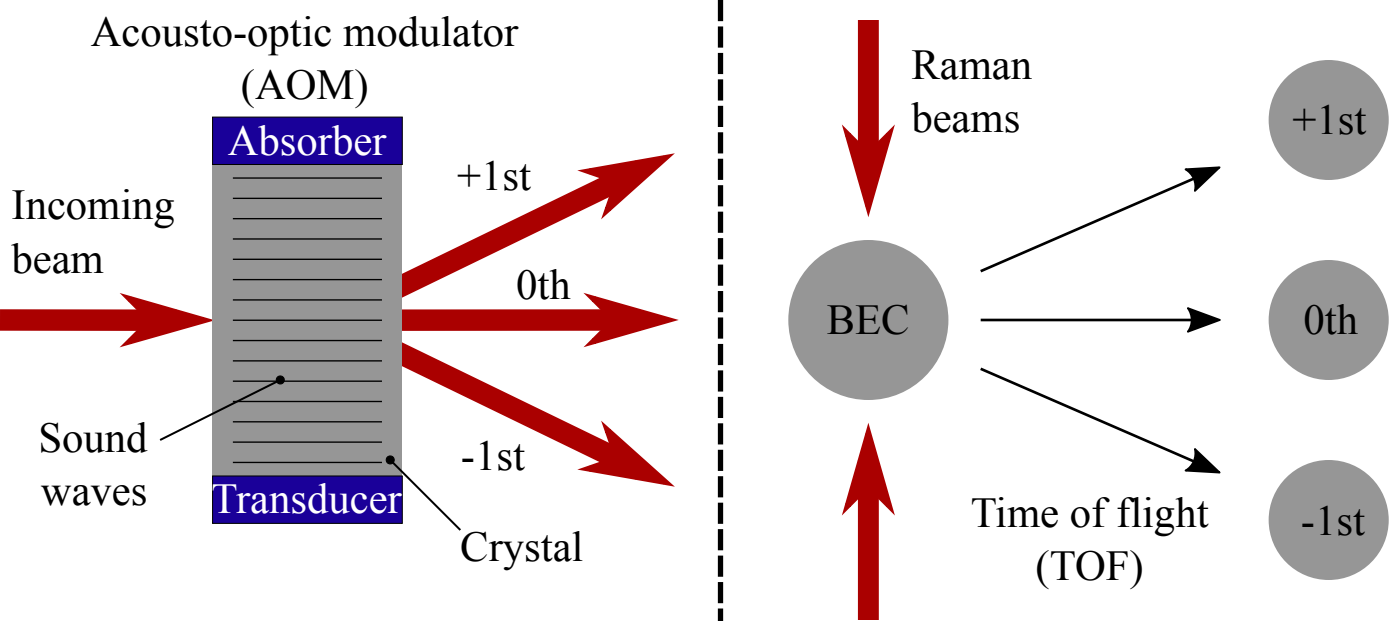 Acousto-optic modulator
(AOM)
Absorber
Incoming
beam
+1st
0th
-1st
Sound
waves
Transducer
Crystal
Raman
beams
BEC
+1st
0th
-1st
Time of flight
(TOF)